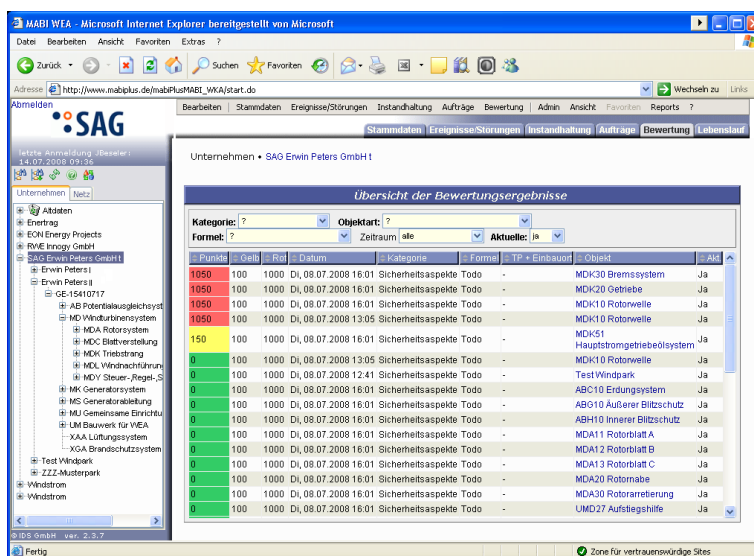 MABI WEA - Microsoft Internet Explorer bereitgestellt von Microsoft
Datei Bearbeiten Ansicht Favoriten Extras ?
Zurück Suchen Favoriten
Adresse http://www.mabiplus.de/mabiPlusMABI_WKA/start.do Wechseln zu Links
Abmelden
Bearbeiten | Stammdaten Ereignisse/Störungen Instandhaltung Aufträge Bewertung | Admin Ansicht Favoriten Reports ?
SAG
Stammdaten Ereignisse/Störungen Instandhaltung Aufträge Bewertung Lebenslauf
letzte Anmeldung JBeseler:
14.07.2008 09:36
Unternehmen • SAG Erwin Peters GmbH t
Unternehmen Netz
Altdaten
Enertrag
EON Energy Projects
RWE Innogy GmbH
SAG Erwin Peters GmbH t
Erwin Peters I
Erwin Peters II
GE-15410717
AB Potentialausgleichsyst
MD Windturbinensystem
MDA Rotorsystem
MDC Blattverstellung
MDK Triebstrang
MDL Windnachführun
MDY Steuer-,Regel-,S
MK Generatorsystem
MS Generatorableitung
MU Gemeinsame Einrichtu
UM Bauwerk für WEA
XAA Lüftungssystem
XGA Brandschutzsystem
Test Windpark
ZZZ-Musterpark
Windstrom
Windstrom
Übersicht der Bewertungsergebnisse
Kategorie: ? Objektart: ?
Formel: ? Zeitraum alle Aktuelle: ja
Punkte Gelb Rot Datum Kategorie Formel TP + Einbauort Objekt Akt
1050 100 1000 Di, 08.07.2008 16:01 Sicherheitsaspekte Todo - MDK30 Bremssystem Ja
1050 100 1000 Di, 08.07.2008 16:01 Sicherheitsaspekte Todo - MDK20 Getriebe Ja
1050 100 1000 Di, 08.07.2008 16:01 Sicherheitsaspekte Todo - MDK10 Rotorwelle Ja
1050 100 1000 Di, 08.07.2008 13:05 Sicherheitsaspekte Todo - MDK10 Rotorwelle Ja
150 100 1000 Di, 08.07.2008 16:01 Sicherheitsaspekte Todo - MDK51 Hauptstromgetriebeölsystem Ja
0 100 1000 Di, 08.07.2008 13:05 Sicherheitsaspekte Todo - MDK10 Rotorwelle Ja
0 100 1000 Di, 08.07.2008 12:41 Sicherheitsaspekte Todo - Test Windpark Ja
0 100 1000 Di, 08.07.2008 16:01 Sicherheitsaspekte Todo - ABC10 Erdungsystem Ja
0 100 1000 Di, 08.07.2008 16:01 Sicherheitsaspekte Todo - ABG10 Äußerer Blitzschutz Ja
0 100 1000 Di, 08.07.2008 16:01 Sicherheitsaspekte Todo - ABH10 Innerer Blitzschutz Ja
0 100 1000 Di, 08.07.2008 16:01 Sicherheitsaspekte Todo - MDA11 Rotorblatt A Ja
0 100 1000 Di, 08.07.2008 16:01 Sicherheitsaspekte Todo - MDA12 Rotorblatt B Ja
0 100 1000 Di, 08.07.2008 16:01 Sicherheitsaspekte Todo - MDA13 Rotorblatt C Ja
0 100 1000 Di, 08.07.2008 16:01 Sicherheitsaspekte Todo - MDA20 Rotornabe Ja
0 100 1000 Di, 08.07.2008 16:01 Sicherheitsaspekte Todo - MDA30 Rotorarretierung Ja
0 100 1000 Di, 08.07.2008 16:01 Sicherheitsaspekte Todo - UMD27 Aufstiegshilfe Ja
© IDS GmbH ver. 2.3.7
Fertig Zone für vertrauenswürdige Sites